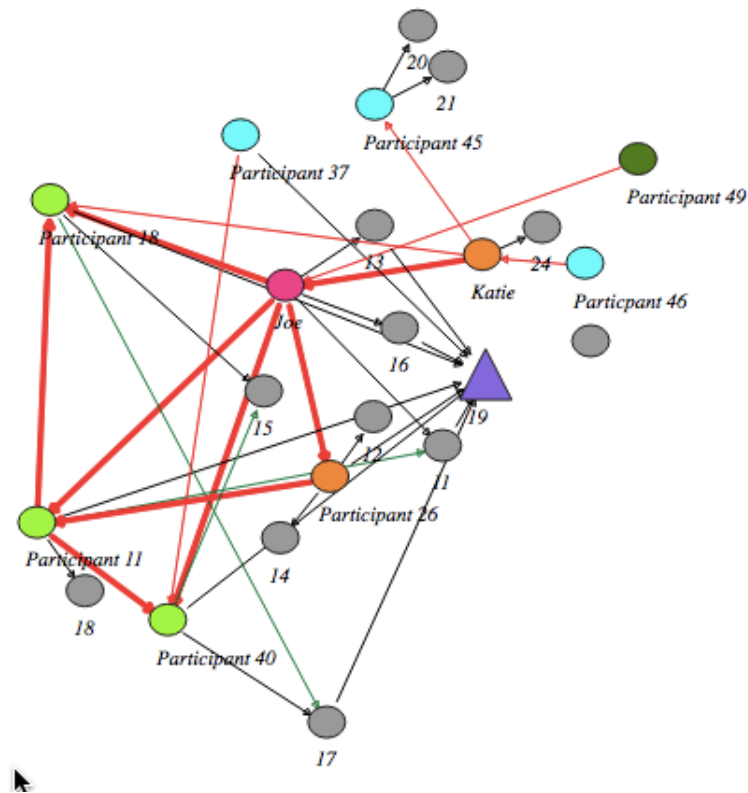 20
21
Participant 45
Participant 37
Participant 49
Participant 18
13
24
Katie
Particpant 46
Joe
16
19
15
12
11
Participant 26
Participant 11
14
18
Participant 40
17